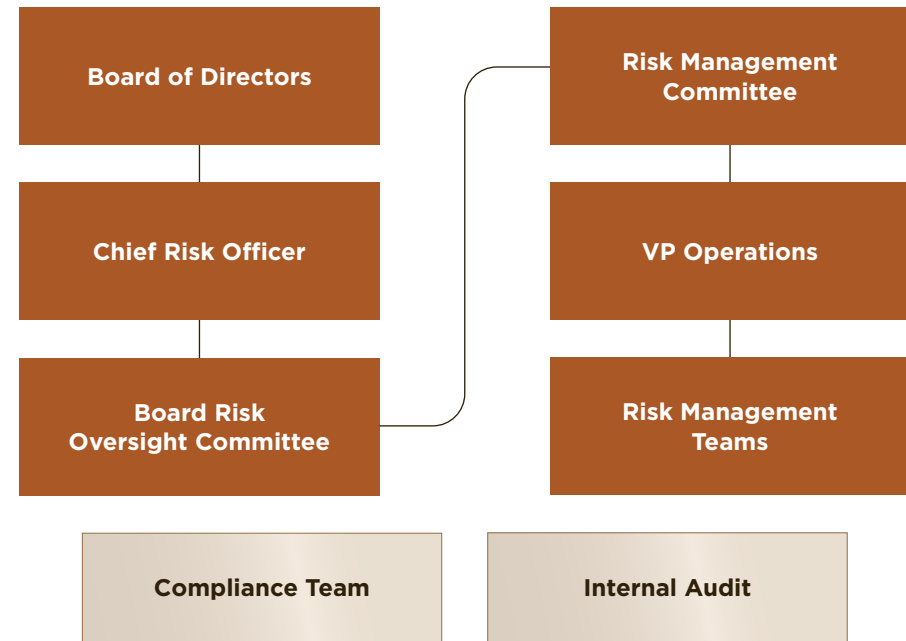 Board of Directors
Chief Risk Officer
Board Risk
Oversight Committee
Risk Management
Committee
VP Operations
Risk Management
Teams
Compliance Team
Internal Audit